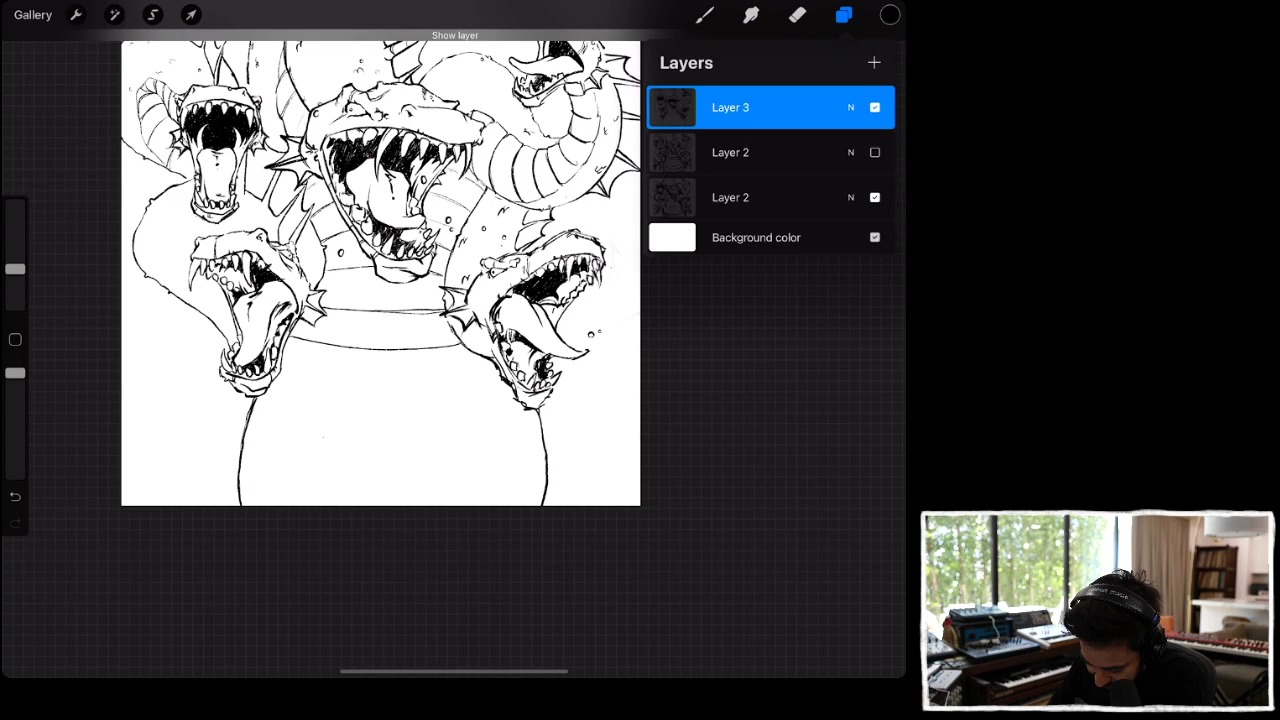 Gallery
Show layer
Layers
Layer 3 N
Layer 2 N
Layer 2 N
Background color